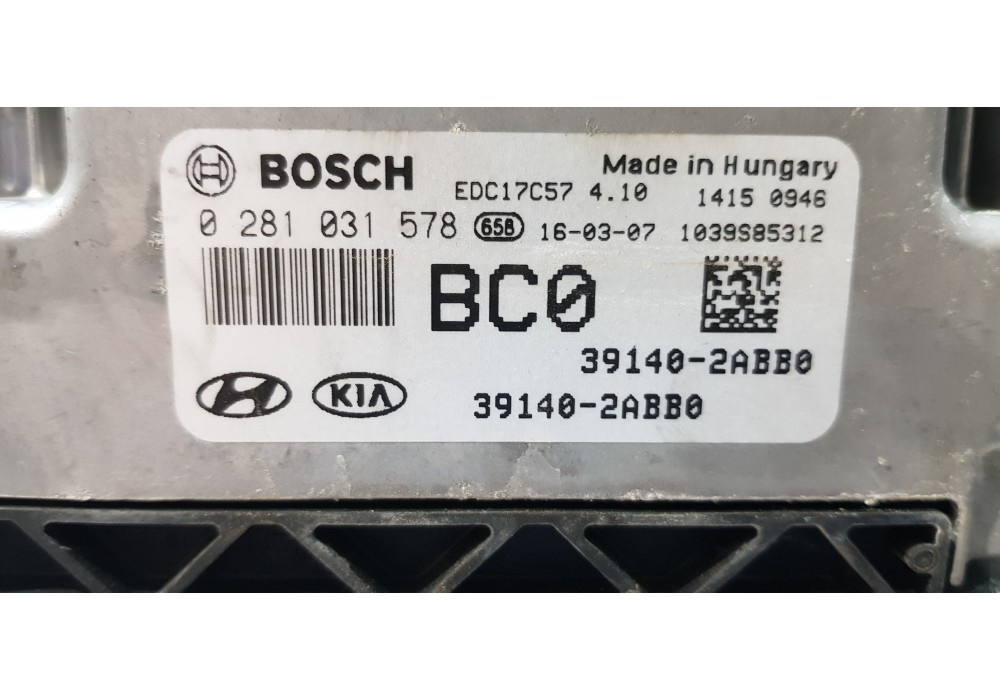 BOSCH
Made in Hungary
EDC17C57 4.10 1415 0946
0 281 031 578 658 16-03-07 1039S85312
BC0
39140-2ABB0
KIA 39140-2ABB0